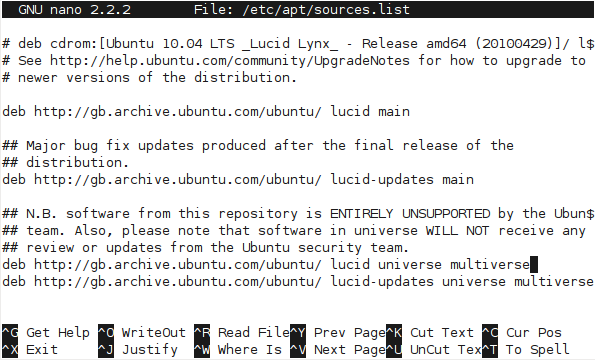 GNU nano 2.2.2 File: /etc/apt/sources.list
# deb cdrom:[Ubuntu 10.04 LTS _Lucid Lynx_ - Release amd64 (20100429)]/ l$
# See http://help.ubuntu.com/community/UpgradeNotes for how to upgrade to
# newer versions of the distribution.
deb http://gb.archive.ubuntu.com/ubuntu/ lucid main
## Major bug fix updates produced after the final release of the
## distribution.
deb http://gb.archive.ubuntu.com/ubuntu/ lucid-updates main
## N.B. software from this repository is ENTIRELY UNSUPPORTED by the Ubun$
## team. Also, please note that software in universe WILL NOT receive any
## review or updates from the Ubuntu security team.
deb http://gb.archive.ubuntu.com/ubuntu/ lucid universe multiverse
deb http://gb.archive.ubuntu.com/ubuntu/ lucid-updates universe multiverse
^G Get Help ^O WriteOut ^R Read File ^Y Prev Page ^K Cut Text ^C Cur Pos
^X Exit ^J Justify ^W Where Is ^V Next Page ^U UnCut Tex ^T To Spell